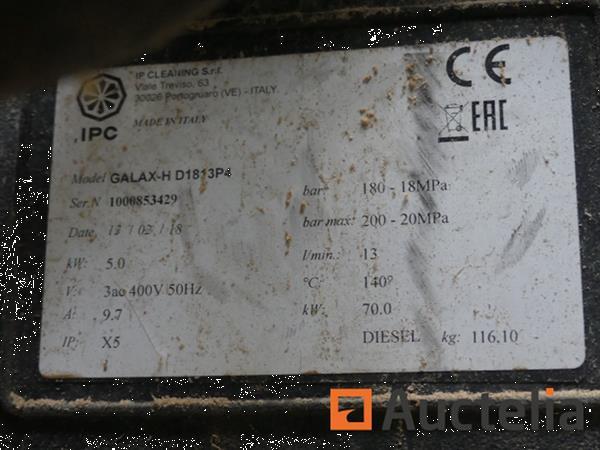 IP CLEANING S.r.l.
Viale Treviso, 63
30026 Portogruaro (VE) - ITALY
.IPC
MADE IN ITALY
CE
EAC
Model GALAX-H D1813P4
Ser.N 1000853429
Date 13 / 02 / 18
kW: 5.0
V: 3ac 400V 50Hz
A: 9.7
IP: X5
bar: 180 - 18MPa
bar max: 200 - 20MPa
l/min.: 13
°C: 140°
kW: 70.0
DIESEL kg: 116.10
Auctelia